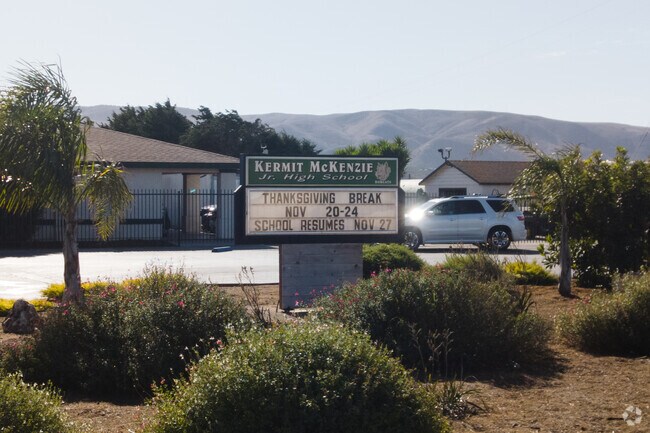 Kermit McKenzie
Jr. High School
THANKSGIVING BREAK
NOV 20-24
SCHOOL RESUMES NOV 27